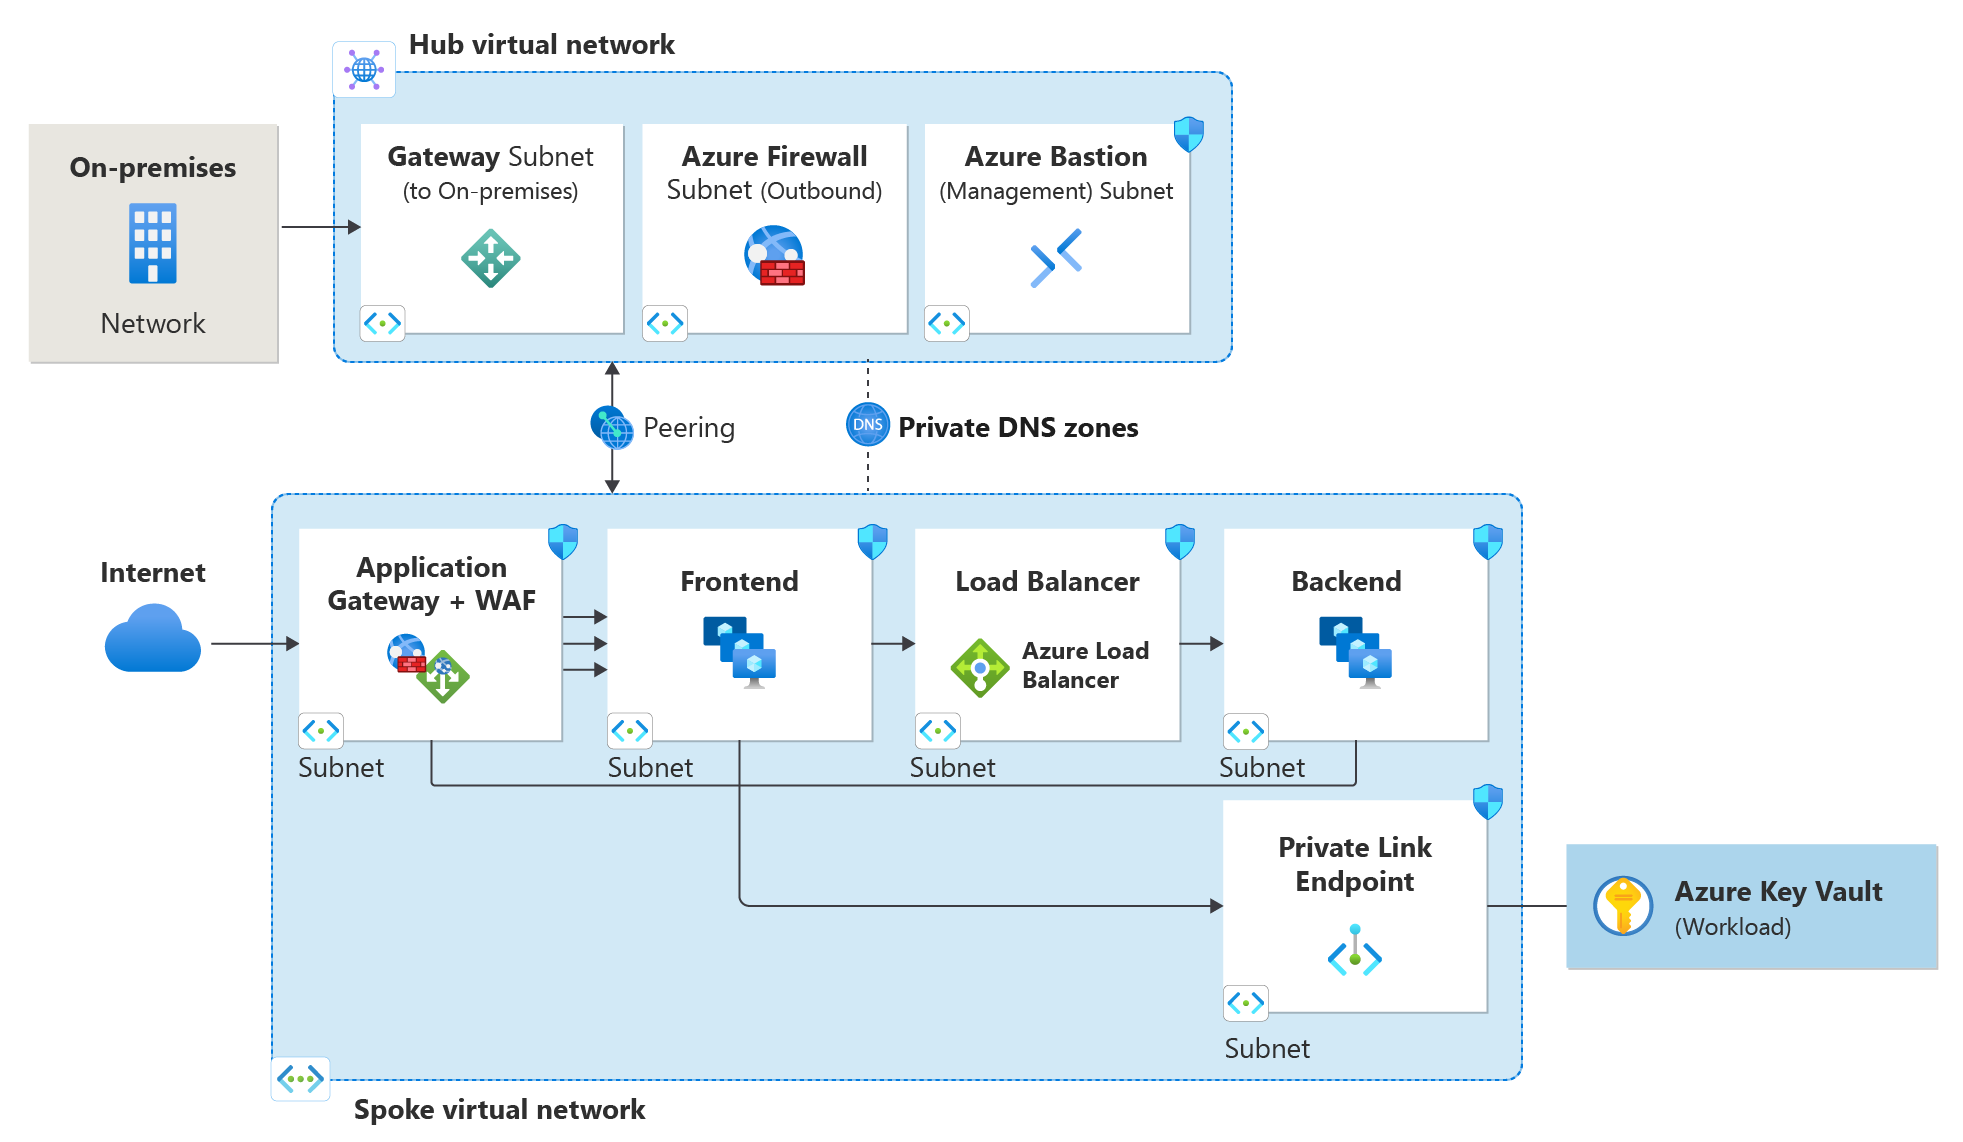 Hub virtual network
On-premises
Network
Gateway Subnet
(to On-premises)
Azure Firewall
Subnet (Outbound)
Azure Bastion
(Management) Subnet
Peering
DNS
Private DNS zones
Internet
Application
Gateway + WAF
Subnet
Frontend
Subnet
Load Balancer
Azure Load
Balancer
Subnet
Backend
Subnet
Private Link
Endpoint
Subnet
Azure Key Vault
(Workload)
Spoke virtual network